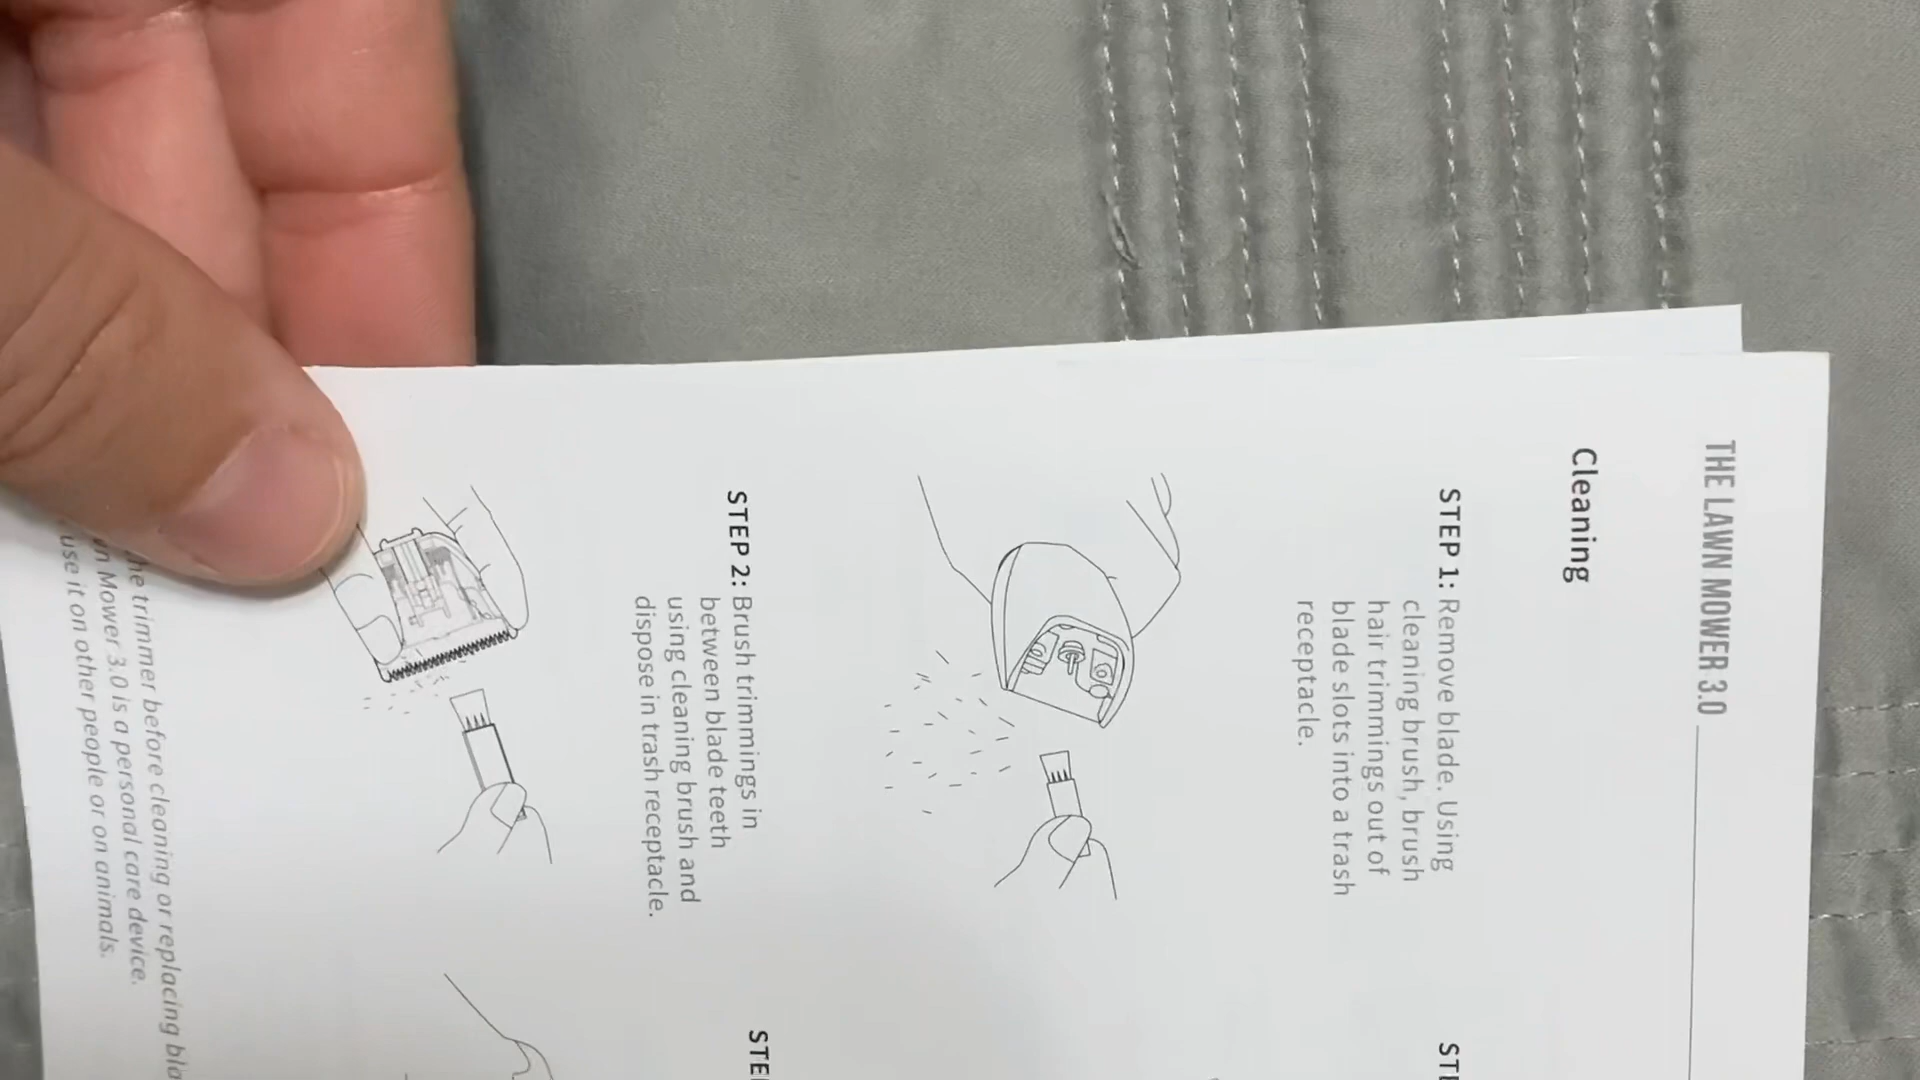 THE LAWN MOWER 3.0
Cleaning
STEP 1: Remove blade. Using
cleaning brush, brush
hair trimmings out of
blade slots into a trash
receptacle.
STEP 2: Brush trimmings in
between blade teeth
using cleaning brush and
dispose in trash receptacle.
trimmer before cleaning or replacing
Mower 3.0 is a personal care device.
use it on other people or on animals.